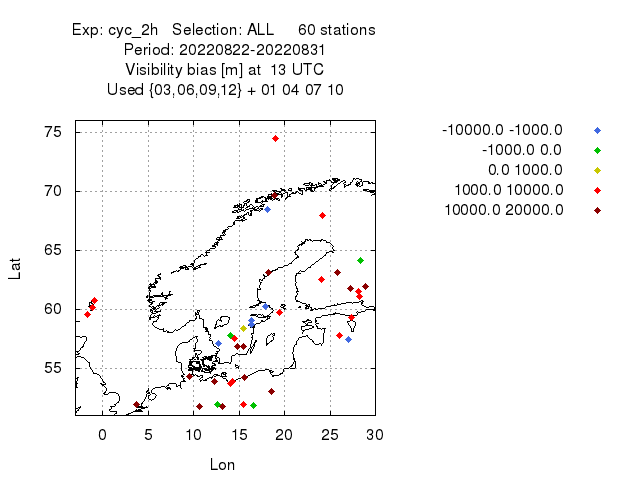 Exp: cyc_2h   Selection: ALL     60 stations
Period: 20220822-20220831
Visibility bias [m] at  13 UTC
Used {03,06,09,12} + 01 04 07 10
-10000.0 -1000.0
-1000.0 0.0
0.0 1000.0
1000.0 10000.0
10000.0 20000.0
75
70
65
60
55
Lat
0 5 10 15 20 25 30
Lon